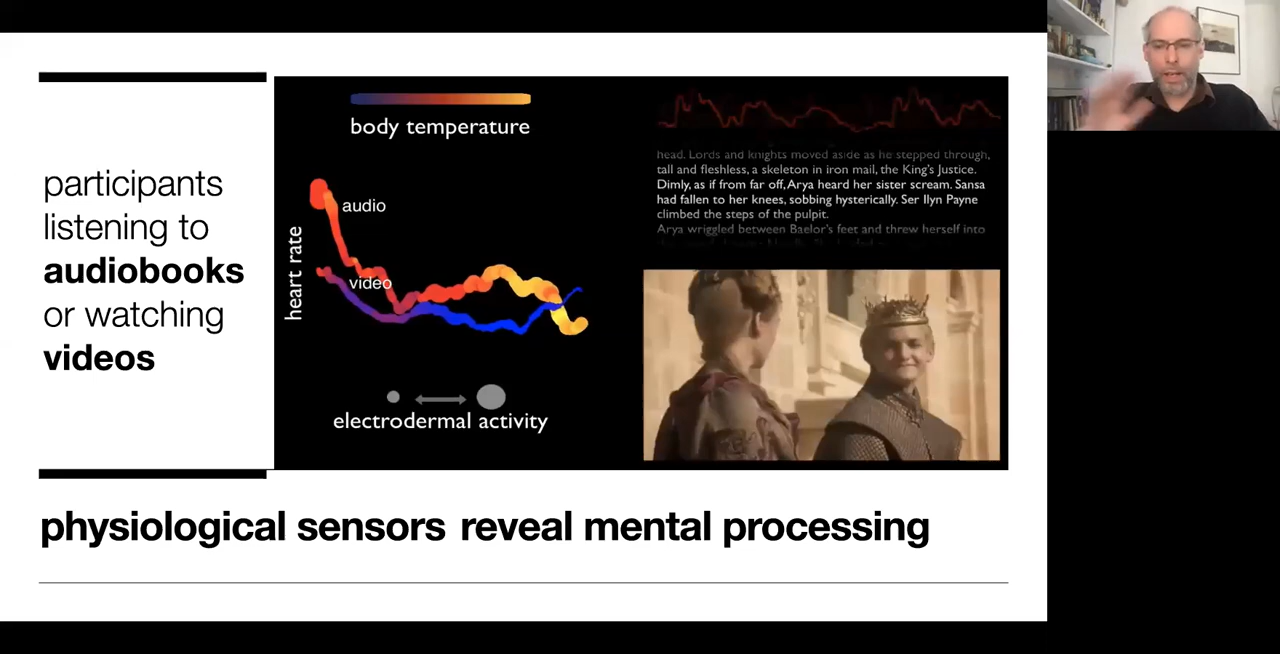 participants
listening to
audiobooks
or watching
videos
body temperature
audio
video
heart rate
electrodermal activity
head. Lords and knights moved aside as he stepped through,
tall and fleshless, a skeleton in iron mail, the King's Justice.
Dimly, as if from far off, Arya heard her sister scream. Sansa
had fallen to her knees, sobbing hysterically. Ser Ilyn Payne
climbed the steps of the pulpit.
Arya wriggled between Baelor's feet and threw herself into
physiological sensors reveal mental processing